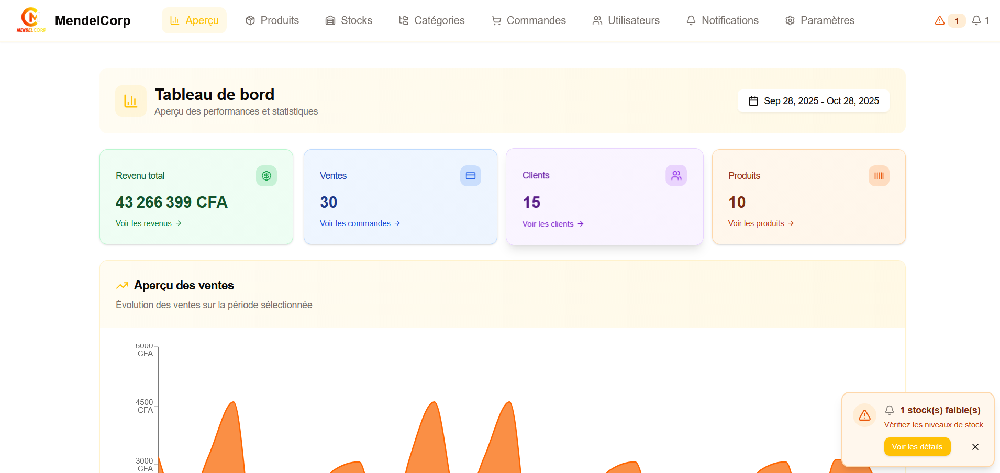 MENDELCORP
MendelCorp
Aperçu
Produits
Stocks
Catégories
Commandes
Utilisateurs
Notifications
Paramètres
1
1
Tableau de bord
Aperçu des performances et statistiques
Sep 28, 2025 - Oct 28, 2025
Revenu total
43 266 399 CFA
Voir les revenus →
Ventes
30
Voir les commandes →
Clients
15
Voir les clients →
Produits
10
Voir les produits →
Aperçu des ventes
Évolution des ventes sur la période sélectionnée
6000
CFA
4500
CFA
3000
CFA
1 stock(s) faible(s)
Vérifiez les niveaux de stock
Voir les détails